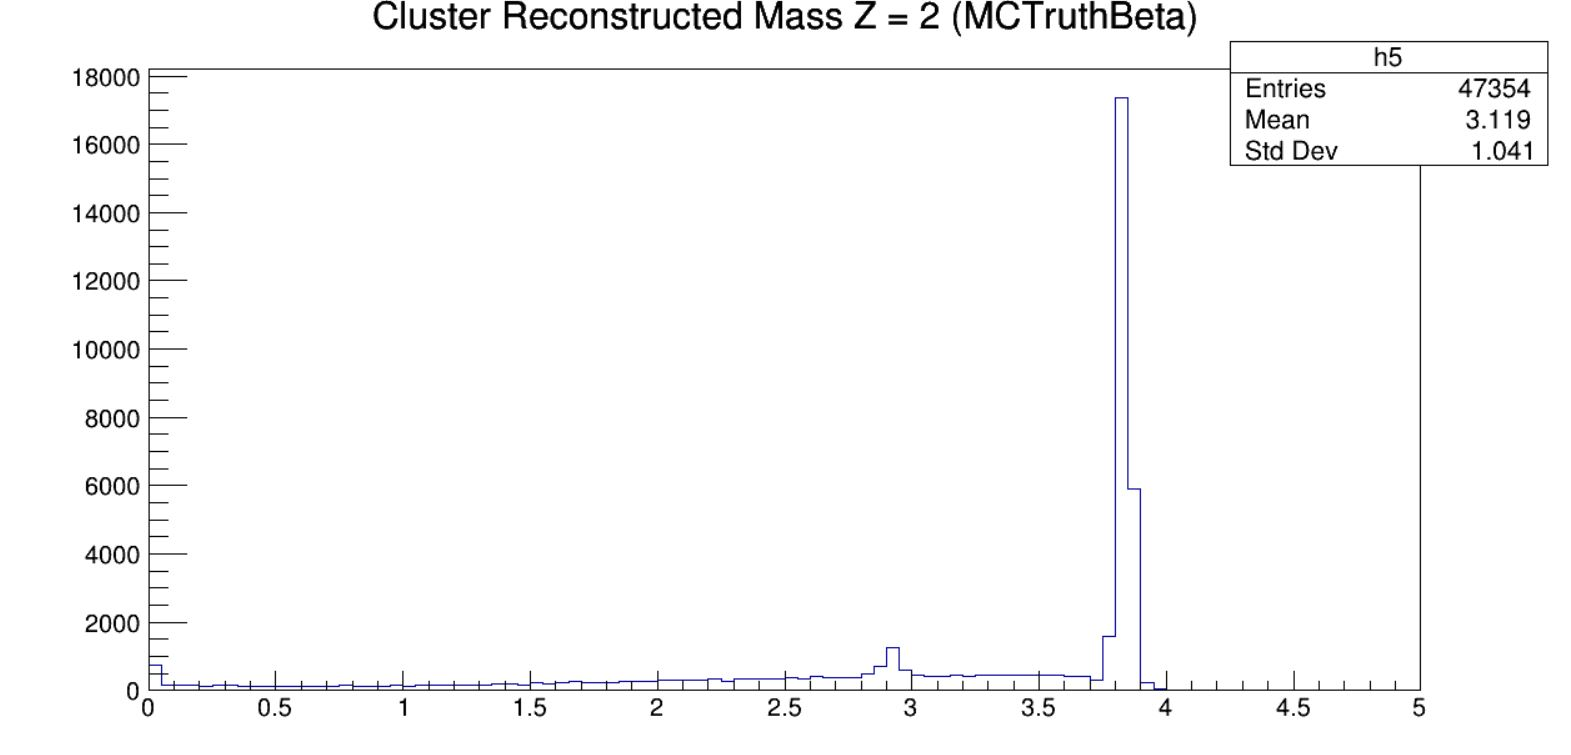 Cluster Reconstructed Mass Z = 2 (MCTruthBeta)
h5
Entries 47354
Mean 3.119
Std Dev 1.041
18000
16000
14000
12000
10000
8000
6000
4000
2000
0
0 0.5 1 1.5 2 2.5 3 3.5 4 4.5 5